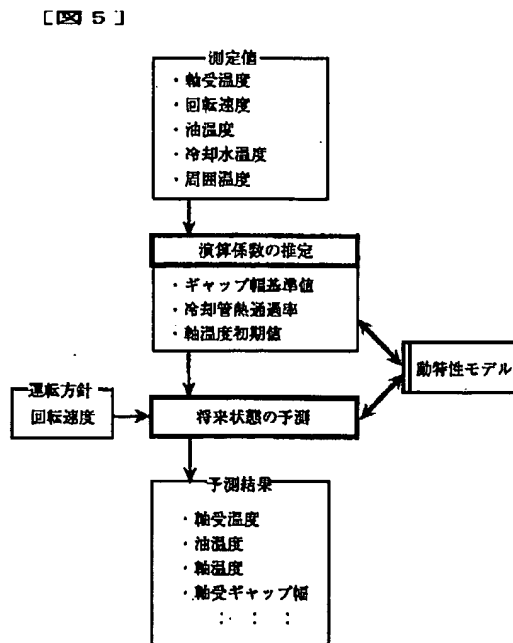 [図 5]
測定値
・軸受温度
・回転速度
・油温度
・冷却水温度
・周囲温度
演算係数の推定
・ギャップ幅基準値
・冷却管熱通過率
・軸温度初期値
動特性モデル
運転方針
回転速度
将来状態の予測
予測結果
・軸受温度
・油温度
・軸温度
・軸受ギャップ幅
： ： ：